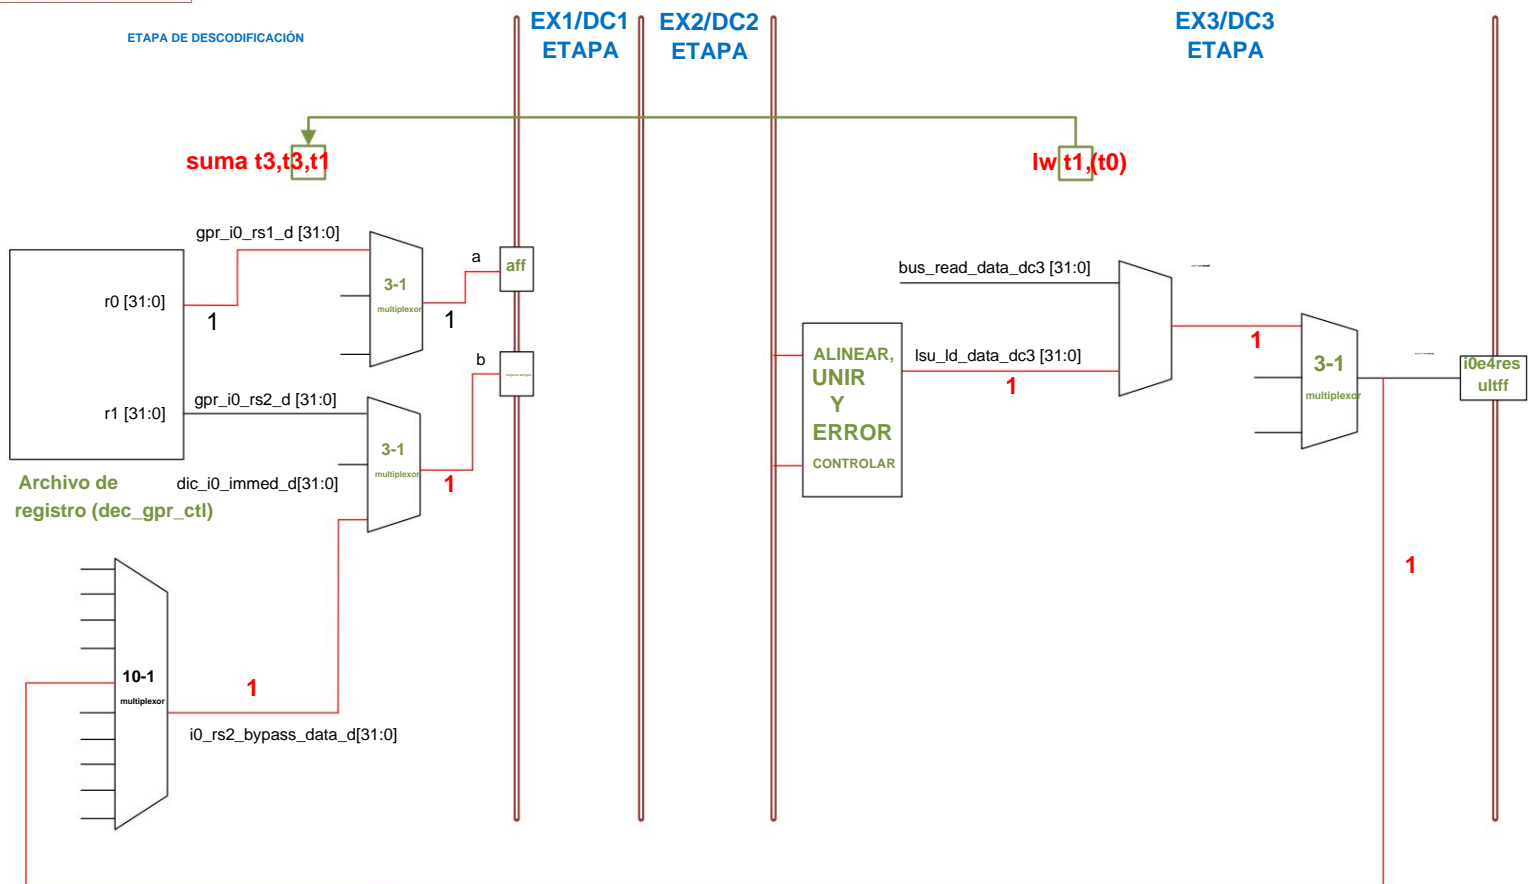 ETAPA DE DESCODIFICACIÓN
EX1/DC1
ETAPA
EX2/DC2
ETAPA
EX3/DC3
ETAPA
suma t3,t3,t1
lw t1,(t0)
gpr_i0_rs1_d [31:0]
r0 [31:0]
1
3-1
multiplexor
1
a
aff
b
gpr_i0_rs2_d [31:0]
r1 [31:0]
3-1
multiplexor
1
dic_i0_immed_d[31:0]
Archivo de
registro (dec_gpr_ctl)
10-1
multiplexor
1
i0_rs2_bypass_data_d[31:0]
bus_read_data_dc3 [31:0]
ALINEAR,
UNIR
Y
ERROR
CONTROLAR
lsu_ld_data_dc3 [31:0]
1
1
3-1
multiplexor
i0e4res
ultff
1